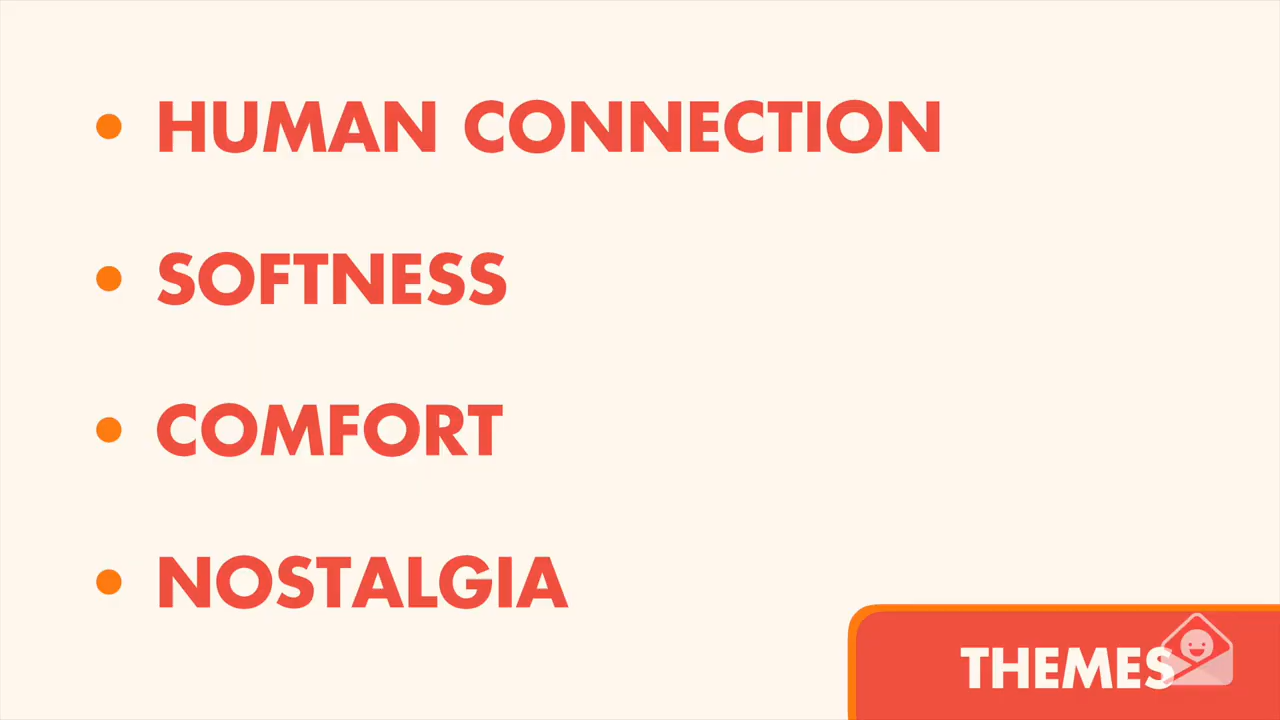 • HUMAN CONNECTION
• SOFTNESS
• COMFORT
• NOSTALGIA
THEMES